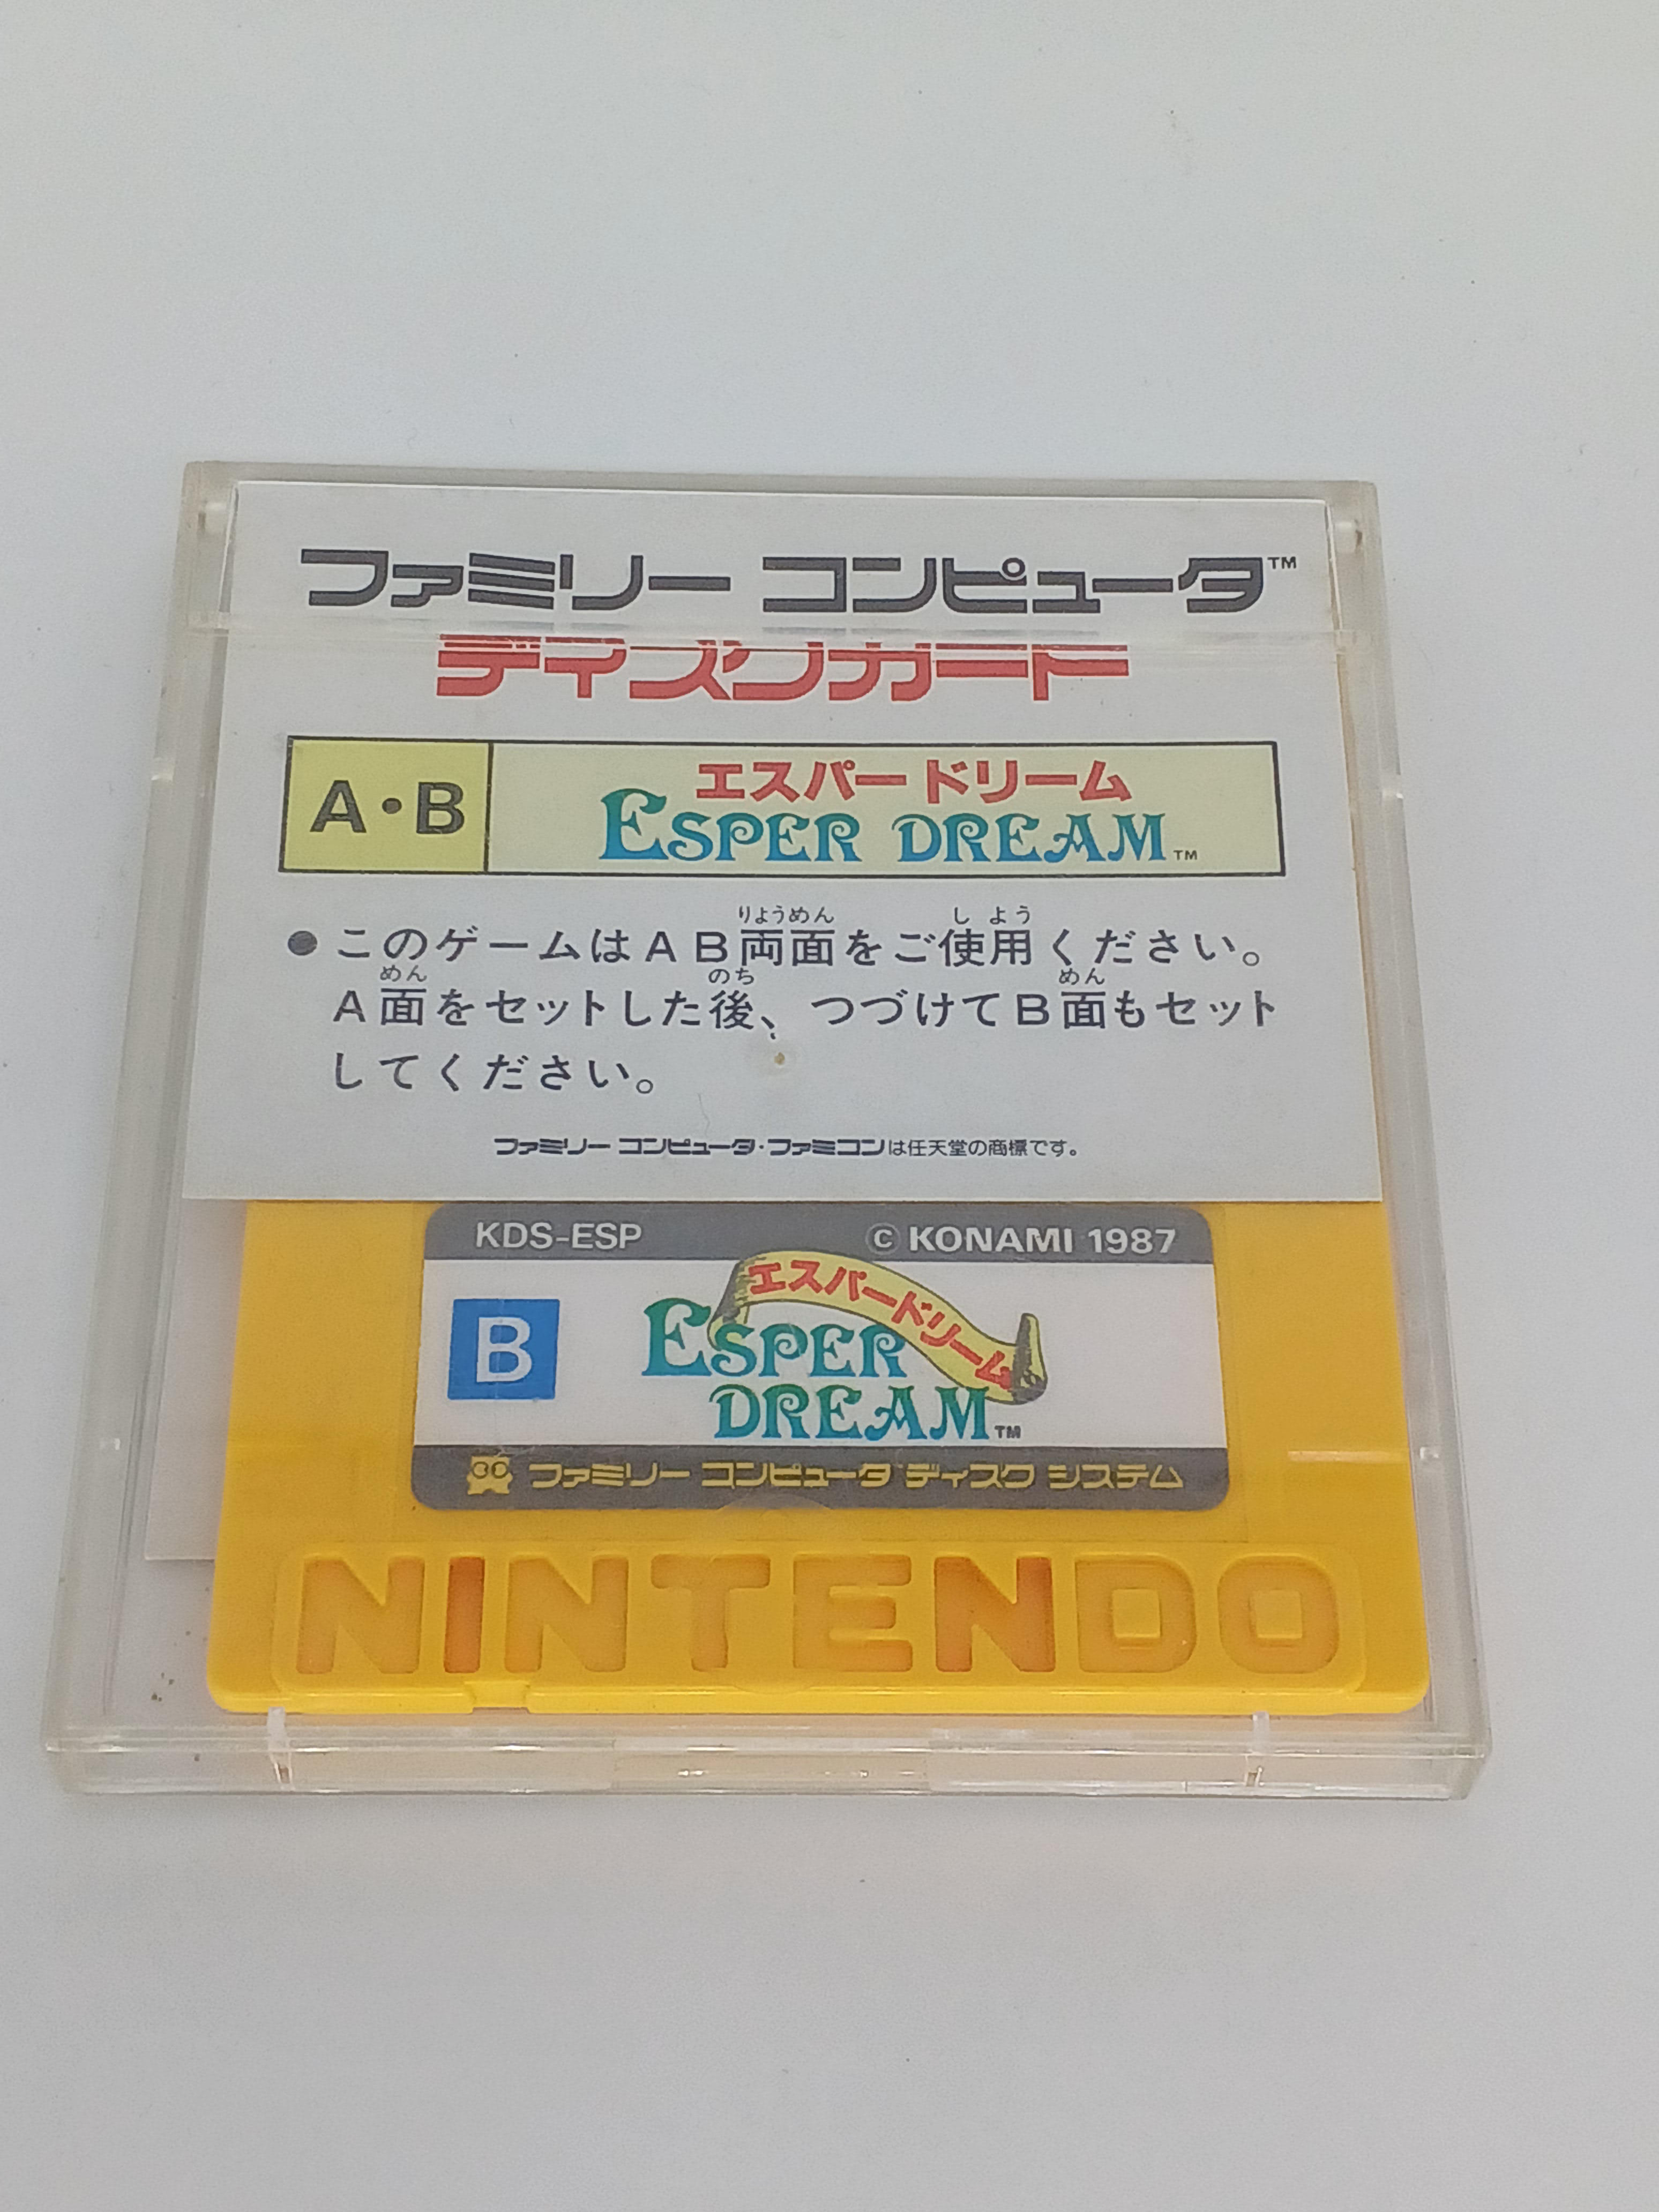 ファミリー コンピュータ™
ディスクカード
A・B
エスパー ドリーム
ESPER DREAM™
りょうめん しよう
●このゲームはAB両面をご使用ください。
めん のち めん
A面をセットした後、つづけてB面もセット
してください。
ファミリー コンピュータ・ファミコンは任天堂の商標です。
KDS-ESP © KONAMI 1987
エスパードリーム
B
ESPER
DREAM™
ファミリー コンピュータ™ ディスク システム
NINTENDO